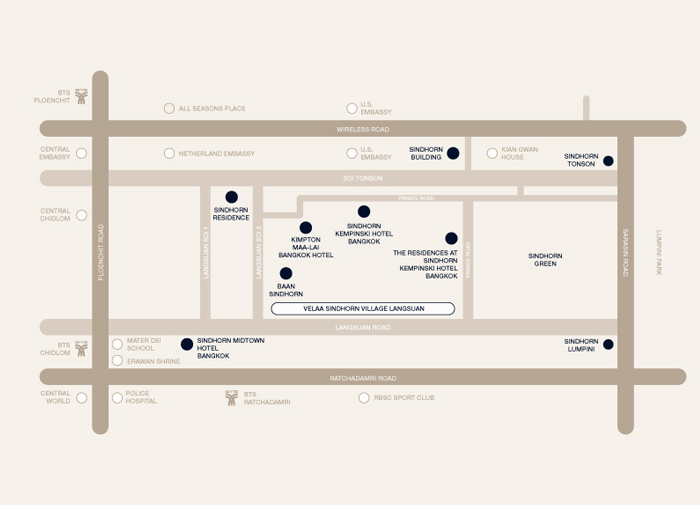 BTS
PLOENCHIT
ALL SEASONS PLACE
U.S.
EMBASSY
WIRELESS ROAD
CENTRAL
EMBASSY
NETHERLAND EMBASSY
U.S.
EMBASSY
SINDHORN
BUILDING
KIAN GWAN
HOUSE
SINDHORN
TONSON
SOI TONSON
PRIVATE ROAD
CENTRAL
CHIDLOM
SINDHORN
RESIDENCE
SINDHORN
KEMPINSKI HOTEL
BANGKOK
KIMPTON
MAA-LAI
BANGKOK HOTEL
THE RESIDENCES AT
SINDHORN
KEMPINSKI HOTEL
BANGKOK
SINDHORN
GREEN
BAAN
SINDHORN
PLOENCHIT ROAD
LANGSUAN SOI 1
LANGSUAN SOI 2
PRIVATE ROAD
SARASIN ROAD
LUMPINI PARK
VELAA SINDHORN VILLAGE LANGSUAN
LANGSUAN ROAD
BTS
CHIDLOM
MATER DEI
SCHOOL
ERAWAN SHRINE
SINDHORN MIDTOWN
HOTEL
BANGKOK
SINDHORN
LUMPINI
RATCHADAMRI ROAD
CENTRAL
WORLD
POLICE
HOSPITAL
BTS
RATCHADAMRI
RBSC SPORT CLUB